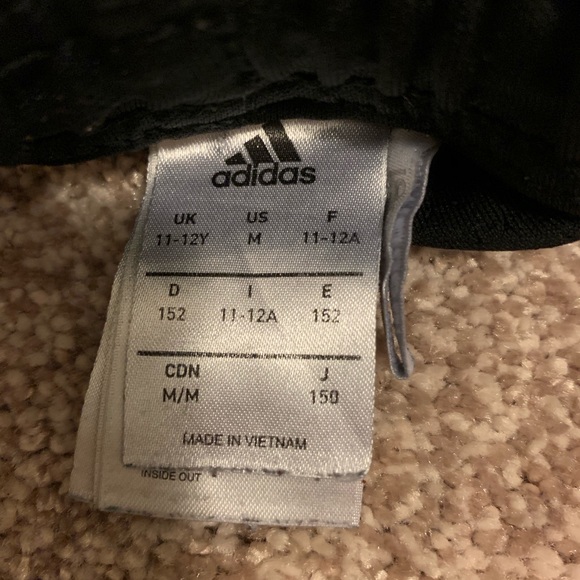 adidas
UK US F
11-12Y M 11-12A
D I E
152 11-12A 152
CDN J
M/M 150
MADE IN VIETNAM
INSIDE OUT